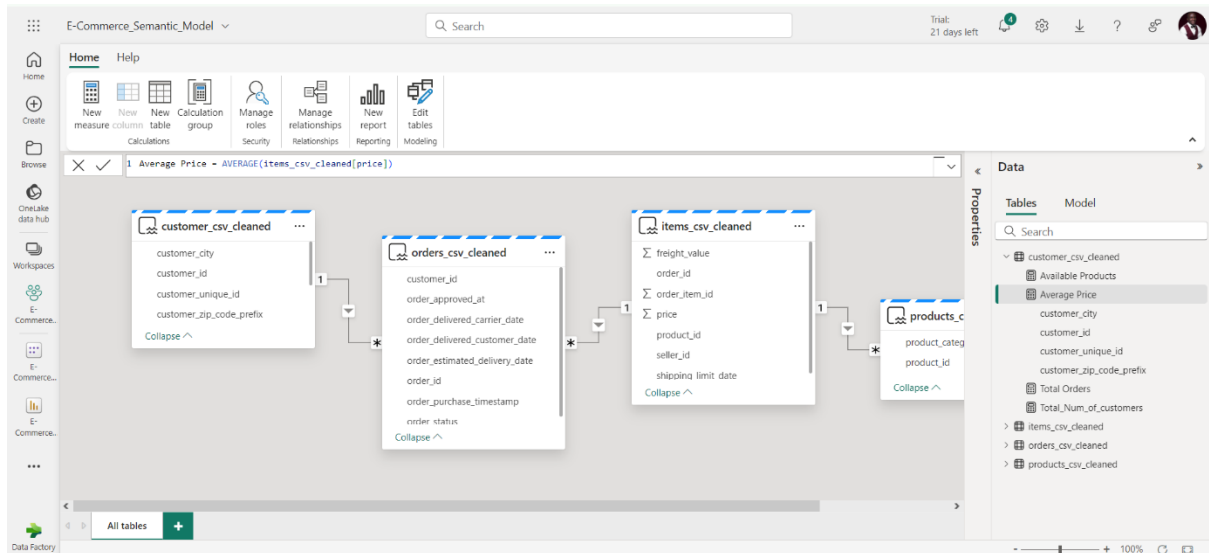 E-Commerce_Semantic_Model
Search
Trial:
21 days left
4
?
Home
Create
Browse
OneLake
data hub
Workspaces
E-
Commerce..
E-
Commerce...
E-
Commerce..
Data Factory
Home Help
New
measure
New
column
New
table
Calculation
group
Calculations
Manage
roles
Security
Manage
relationships
Relationships
New
report
Reporting
Edit
tables
Modeling
1 Average Price = AVERAGE(items_csv_cleaned[price])
customer_csv_cleaned
customer_city
customer_id
customer_unique_id
customer_zip_code_prefix
Collapse
1
*
orders_csv_cleaned
customer_id
order_approved_at
order_delivered_carrier_date
order_delivered_customer_date
order_estimated_delivery_date
order_id
order_purchase_timestamp
order_status
Collapse
*
1
items_csv_cleaned
Σ freight_value
order_id
Σ order_item_id
Σ price
product_id
seller_id
shipping_limit_date
Collapse
1
*
products_c
product_categ
product_id
Collapse
Properties
Data
Tables Model
Search
customer_csv_cleaned
Available Products
Average Price
customer_city
customer_id
customer_unique_id
customer_zip_code_prefix
Total Orders
Total_Num_of_customers
items_csv_cleaned
orders_csv_cleaned
products_csv_cleaned
All tables
+
- + 100%